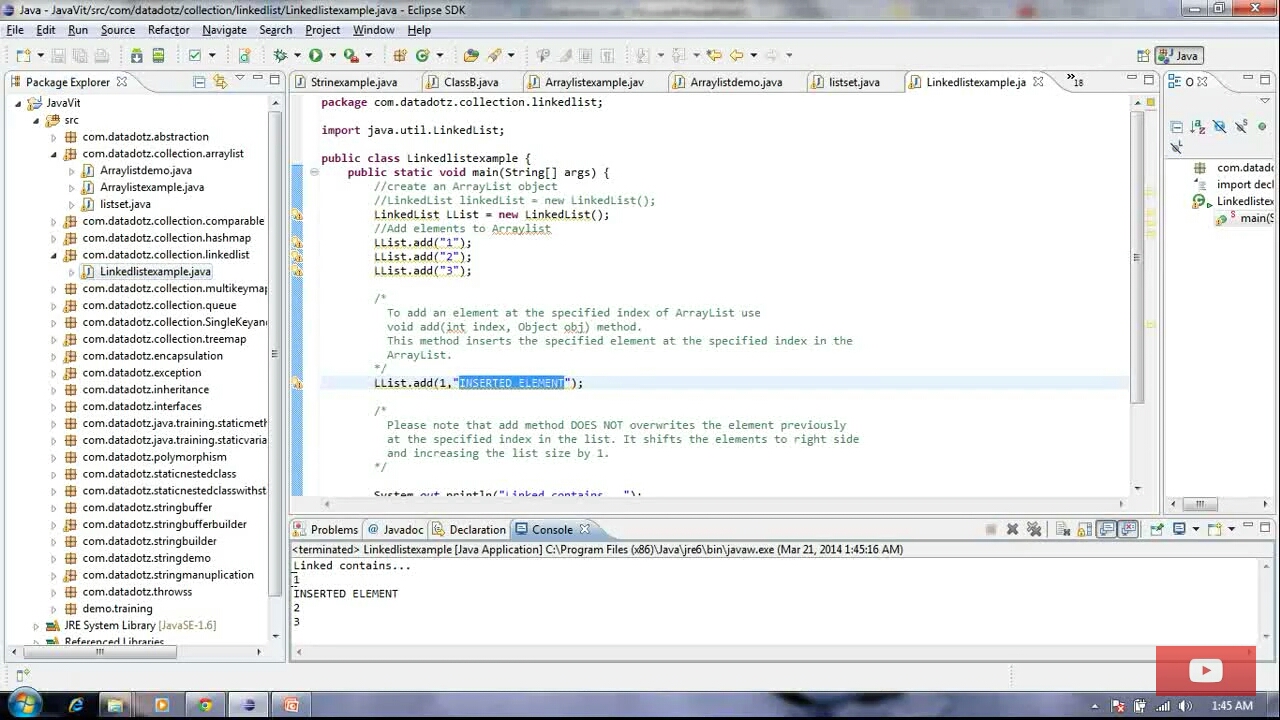 Java - JavaVit/src/com/datadotz/collection/linkedlist/Linkedlistexample.java - Eclipse SDK
File Edit Run Source Refactor Navigate Search Project Window Help
Java
Package Explorer
JavaVit
src
com.datadotz.abstraction
com.datadotz.collection.arraylist
Arraylistdemo.java
Arraylistexample.java
listset.java
com.datadotz.collection.comparable
com.datadotz.collection.hashmap
com.datadotz.collection.linkedlist
Linkedlistexample.java
com.datadotz.collection.multikeymap
com.datadotz.collection.queue
com.datadotz.collection.SingleKeyan
com.datadotz.collection.treemap
com.datadotz.encapsulation
com.datadotz.exception
com.datadotz.inheritance
com.datadotz.interfaces
com.datadotz.java.training.staticmeth
com.datadotz.java.training.staticvaria
com.datadotz.polymorphism
com.datadotz.staticnestedclass
com.datadotz.staticnestedclasswithst
com.datadotz.stringbuffer
com.datadotz.stringbufferbuilder
com.datadotz.stringbuilder
com.datadotz.stringdemo
com.datadotz.stringmanuplication
com.datadotz.throwss
demo.training
JRE System Library [JavaSE-1.6]
Referenced Libraries
Strinexample.java ClassB.java Arraylistexample.jav Arraylistdemo.java listset.java Linkedlistexample.ja »18
package com.datadotz.collection.linkedlist;
import java.util.LinkedList;
public class Linkedlistexample {
public static void main(String[] args) {
//create an ArrayList object
//LinkedList linkedList = new LinkedList();
LinkedList LList = new LinkedList();
//Add elements to Arraylist
LList.add("1");
LList.add("2");
LList.add("3");
/*
To add an element at the specified index of ArrayList use
void add(int index, Object obj) method.
This method inserts the specified element at the specified index in the
ArrayList.
*/
LList.add(1,"INSERTED ELEMENT");
/*
Please note that add method DOES NOT overwrites the element previously
at the specified index in the list. It shifts the elements to right side
and increasing the list size by 1.
*/
System.out.println("Linked contains...");
O
com.datado
import decl
Linkedlistex
main(S
Problems @ Javadoc Declaration Console
<terminated> Linkedlistexample [Java Application] C:\Program Files (x86)\Java\jre6\bin\javaw.exe (Mar 21, 2014 1:45:16 AM)
Linked contains...
1
INSERTED ELEMENT
2
3
1:45 AM